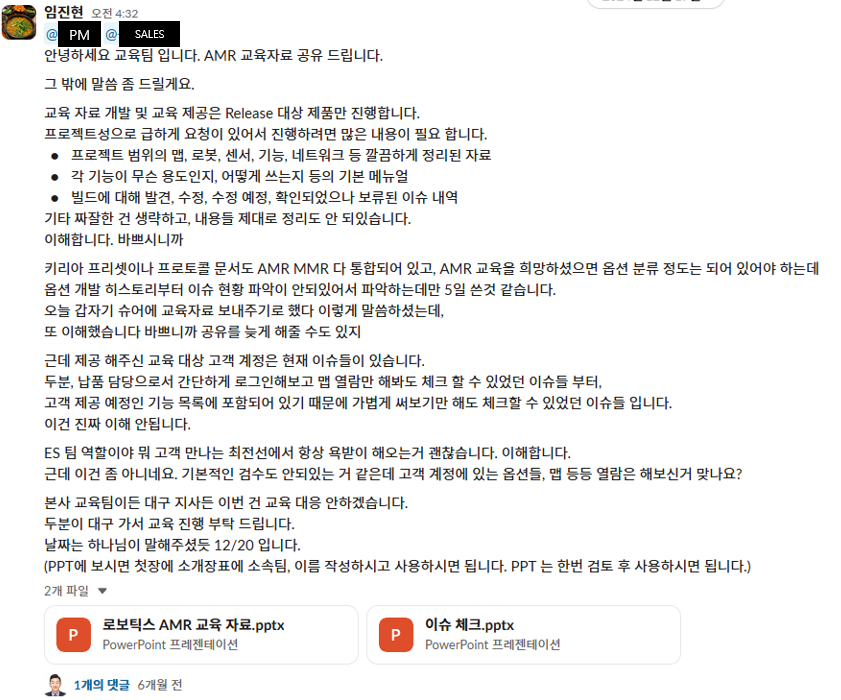 임진현 오전 4:32
@PM @SALES
안녕하세요 교육팀 입니다. AMR 교육자료 공유 드립니다.
그 밖에 말씀 좀 드릴게요.
교육 자료 개발 및 교육 제공은 Release 대상 제품만 진행합니다.
프로젝트성으로 급하게 요청이 있어서 진행하려면 많은 내용이 필요 합니다.
● 프로젝트 범위의 맵, 로봇, 센서, 기능, 네트워크 등 깔끔하게 정리된 자료
● 각 기능이 무슨 용도인지, 어떻게 쓰는지 등의 기본 메뉴얼
● 빌드에 대해 발견, 수정, 수정 예정, 확인되었으나 보류된 이슈 내역
기타 짜잘한 건 생략하고, 내용들 제대로 정리도 안 되있습니다.
이해합니다. 바쁘시니까
키리아 프리셋이나 프로토콜 문서도 AMR MMR 다 통합되어 있고, AMR 교육을 희망하셨으면 옵션 분류 정도는 되어 있어야 하는데
옵션 개발 히스토리부터 이슈 현황 파악이 안되있어서 파악하는데만 5일 쓴것 같습니다.
오늘 갑자기 슈어에 교육자료 보내주기로 했다 이렇게 말씀하셨는데,
또 이해했습니다 바쁘니까 공유를 늦게 해줄 수도 있지
근데 제공 해주신 교육 대상 고객 계정은 현재 이슈들이 있습니다.
두분, 납품 담당으로서 간단하게 로그인해보고 맵 열람만 해봐도 체크 할 수 있었던 이슈들 부터,
고객 제공 예정인 기능 목록에 포함되어 있기 때문에 가볍게 써보기만 해도 체크할 수 있었던 이슈들 입니다.
이건 진짜 이해 안됩니다.
ES 팀 역할이야 뭐 고객 만나는 최전선에서 항상 욕받이 해오는거 괜찮습니다. 이해합니다.
근데 이건 좀 아니네요. 기본적인 검수도 안되있는 거 같은데 고객 계정에 있는 옵션들, 맵 등등 열람은 해보신거 맞나요?
본사 교육팀이든 대구 지사든 이번 건 교육 대응 안하겠습니다.
두분이 대구 가서 교육 진행 부탁 드립니다.
날짜는 하나님이 말해주셨듯 12/20 입니다.
(PPT에 보시면 첫장에 소개장표에 소속팀, 이름 작성하시고 사용하시면 됩니다. PPT 는 한번 검토 후 사용하시면 됩니다.)
2개 파일 ▼
P 로보틱스 AMR 교육 자료.pptx
PowerPoint 프레젠테이션
P 이슈 체크.pptx
PowerPoint 프레젠테이션
1개의 댓글 6개월 전